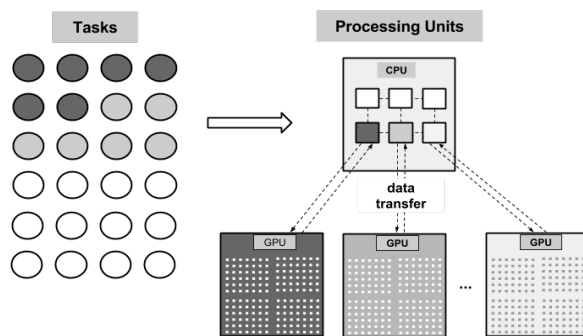 Tasks
Processing Units
CPU
data
transfer
GPU
GPU
...
GPU